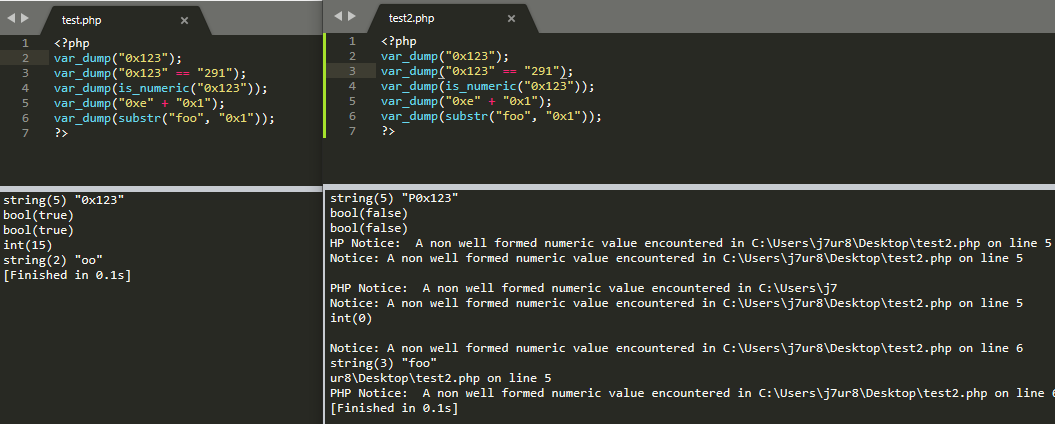 test.php ×
1 <?php
2 var_dump("0x123");
3 var_dump("0x123" == "291");
4 var_dump(is_numeric("0x123"));
5 var_dump("0xe" + "0x1");
6 var_dump(substr("foo", "0x1"));
7 ?>
string(5) "0x123"
bool(true)
bool(true)
int(15)
string(2) "oo"
[Finished in 0.1s]
test2.php ×
1 <?php
2 var_dump("0x123");
3 var_dump("0x123" == "291");
4 var_dump(is_numeric("0x123"));
5 var_dump("0xe" + "0x1");
6 var_dump(substr("foo", "0x1"));
7 ?>
string(5) "P0x123"
bool(false)
bool(false)
HP Notice:  A non well formed numeric value encountered in C:\Users\j7ur8\Desktop\test2.php on line 5
Notice: A non well formed numeric value encountered in C:\Users\j7ur8\Desktop\test2.php on line 5
PHP Notice:  A non well formed numeric value encountered in C:\Users\j7
Notice: A non well formed numeric value encountered in C:\Users\j7ur8\Desktop\test2.php on line 5
int(0)
Notice: A non well formed numeric value encountered in C:\Users\j7ur8\Desktop\test2.php on line 6
string(3) "foo"
ur8\Desktop\test2.php on line 5
PHP Notice:  A non well formed numeric value encountered in C:\Users\j7ur8\Desktop\test2.php on line 6
[Finished in 0.1s]